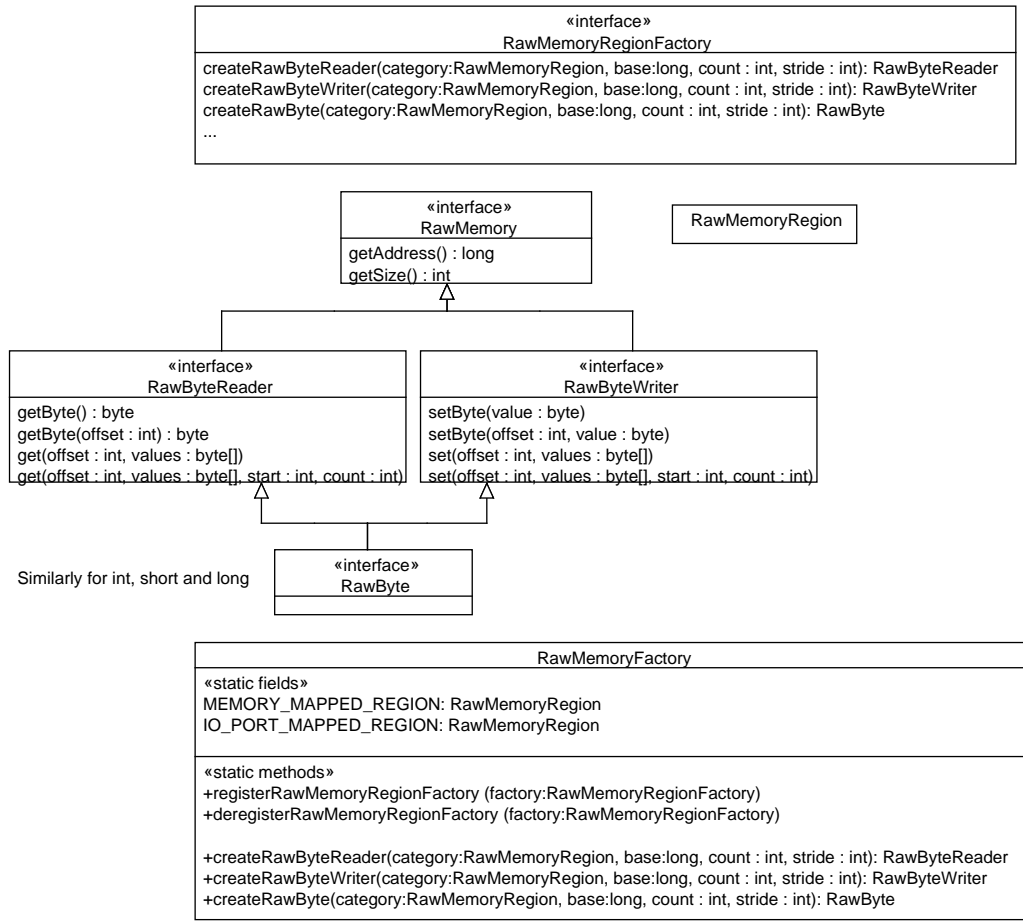 «interface»
RawMemoryRegionFactory
createRawByteReader(category:RawMemoryRegion, base:long, count : int, stride : int): RawByteReader
createRawByteWriter(category:RawMemoryRegion, base:long, count : int, stride : int): RawByteWriter
createRawByte(category:RawMemoryRegion, base:long, count : int, stride : int): RawByte
...
«interface»
RawMemory
getAddress() : long
getSize() : int
RawMemoryRegion
«interface»
RawByteReader
getByte() : byte
getByte(offset : int) : byte
get(offset : int, values : byte[])
get(offset : int, values : byte[], start : int, count : int)
«interface»
RawByteWriter
setByte(value : byte)
setByte(offset : int, value : byte)
set(offset : int, values : byte[])
set(offset : int, values : byte[], start : int, count : int)
Similarly for int, short and long
«interface»
RawByte
RawMemoryFactory
«static fields»
MEMORY_MAPPED_REGION: RawMemoryRegion
IO_PORT_MAPPED_REGION: RawMemoryRegion
«static methods»
+registerRawMemoryRegionFactory (factory:RawMemoryRegionFactory)
+deregisterRawMemoryRegionFactory (factory:RawMemoryRegionFactory)
+createRawByteReader(category:RawMemoryRegion, base:long, count : int, stride : int): RawByteReader
+createRawByteWriter(category:RawMemoryRegion, base:long, count : int, stride : int): RawByteWriter
+createRawByte(category:RawMemoryRegion, base:long, count : int, stride : int): RawByte